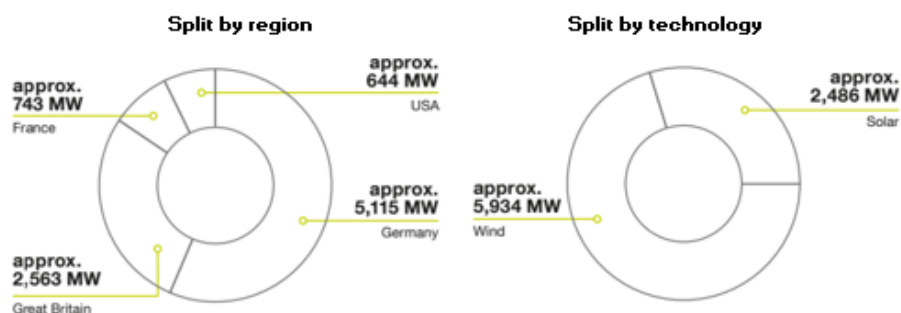 Split by region
approx.
743 MW
France
approx.
644 MW
USA
approx.
5,115 MW
Germany
approx.
2,563 MW
Great Britain
Split by technology
approx.
2,486 MW
Solar
approx.
5,934 MW
Wind